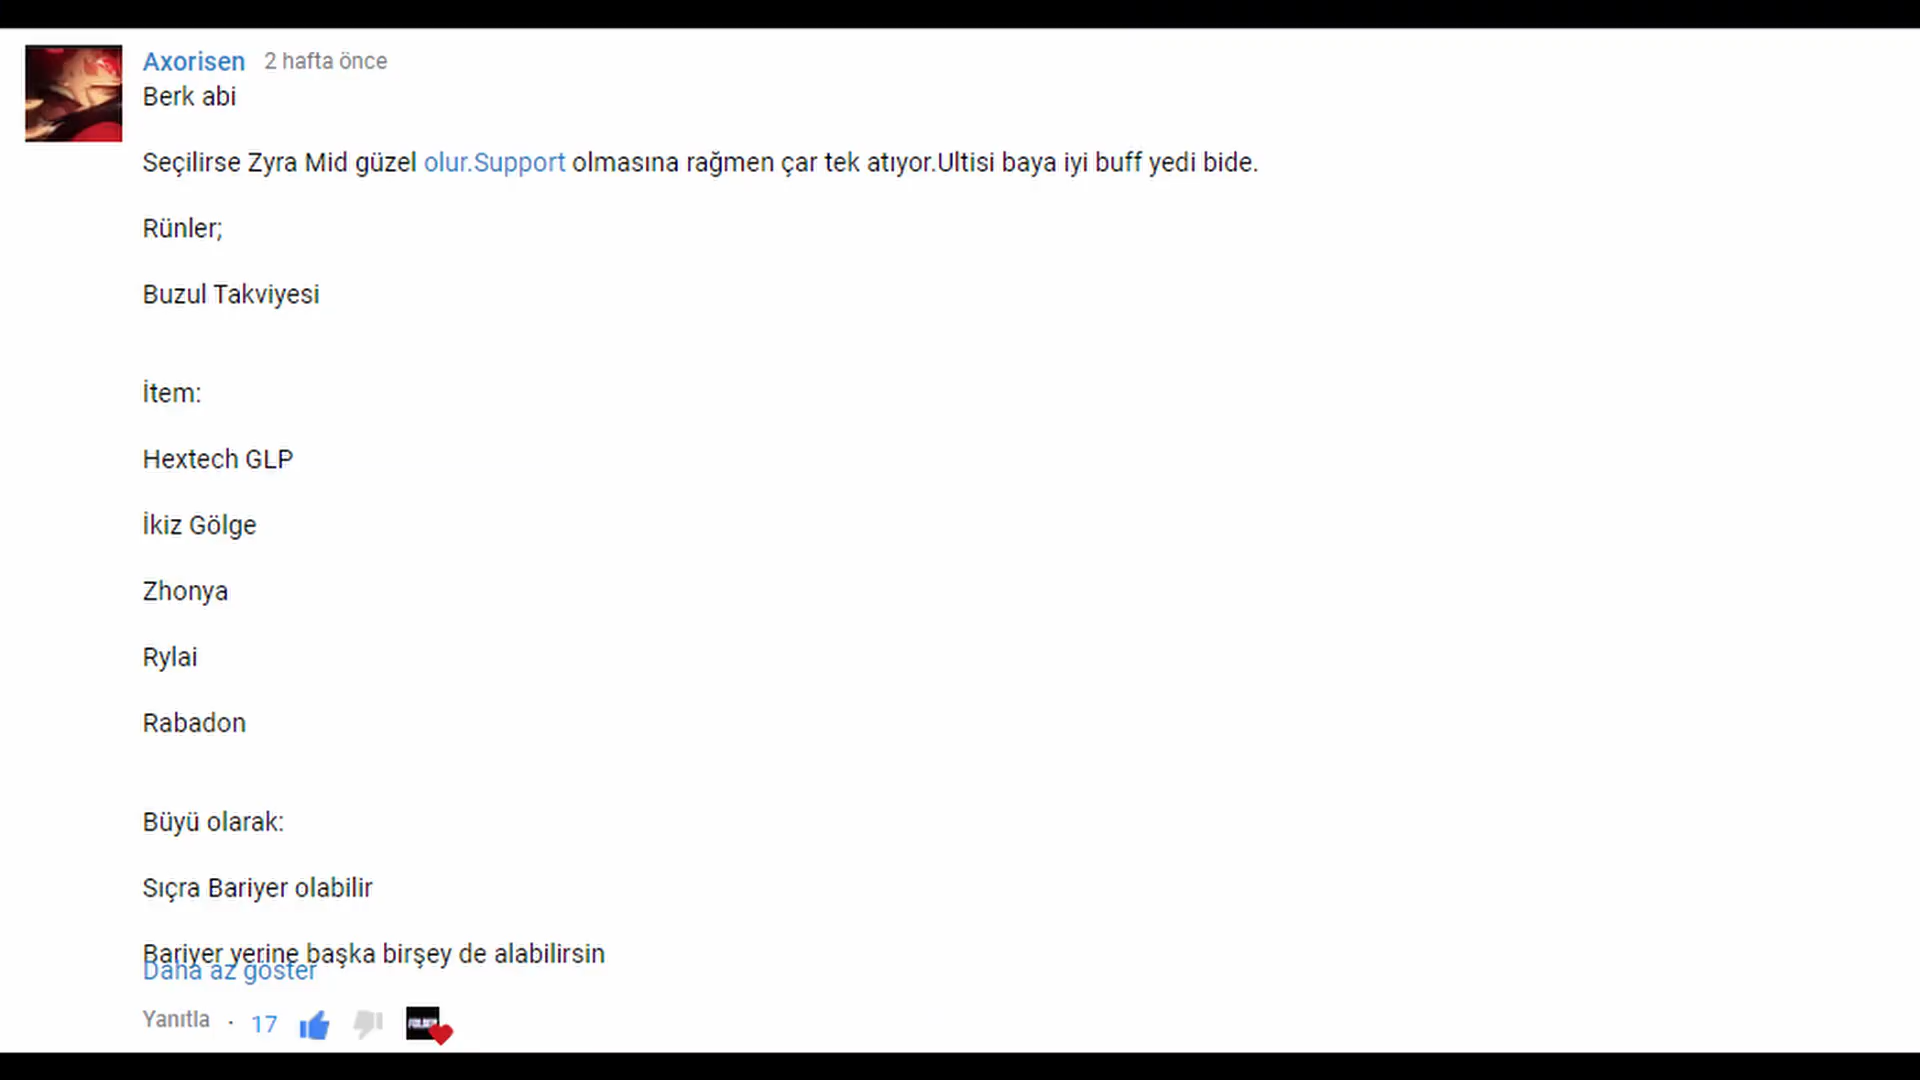 Axorisen 2 hafta önce
Berk abi
Seçilirse Zyra Mid güzel olur.Support olmasına rağmen çar tek atıyor.Ultisi baya iyi buff yedi bide.
Rünler;
Buzul Takviyesi
İtem:
Hextech GLP
İkiz Gölge
Zhonya
Rylai
Rabadon
Büyü olarak:
Sıçra Bariyer olabilir
Bariyer yerine başka birşey de alabilirsin
Daha az göster
Yanıtla · 17